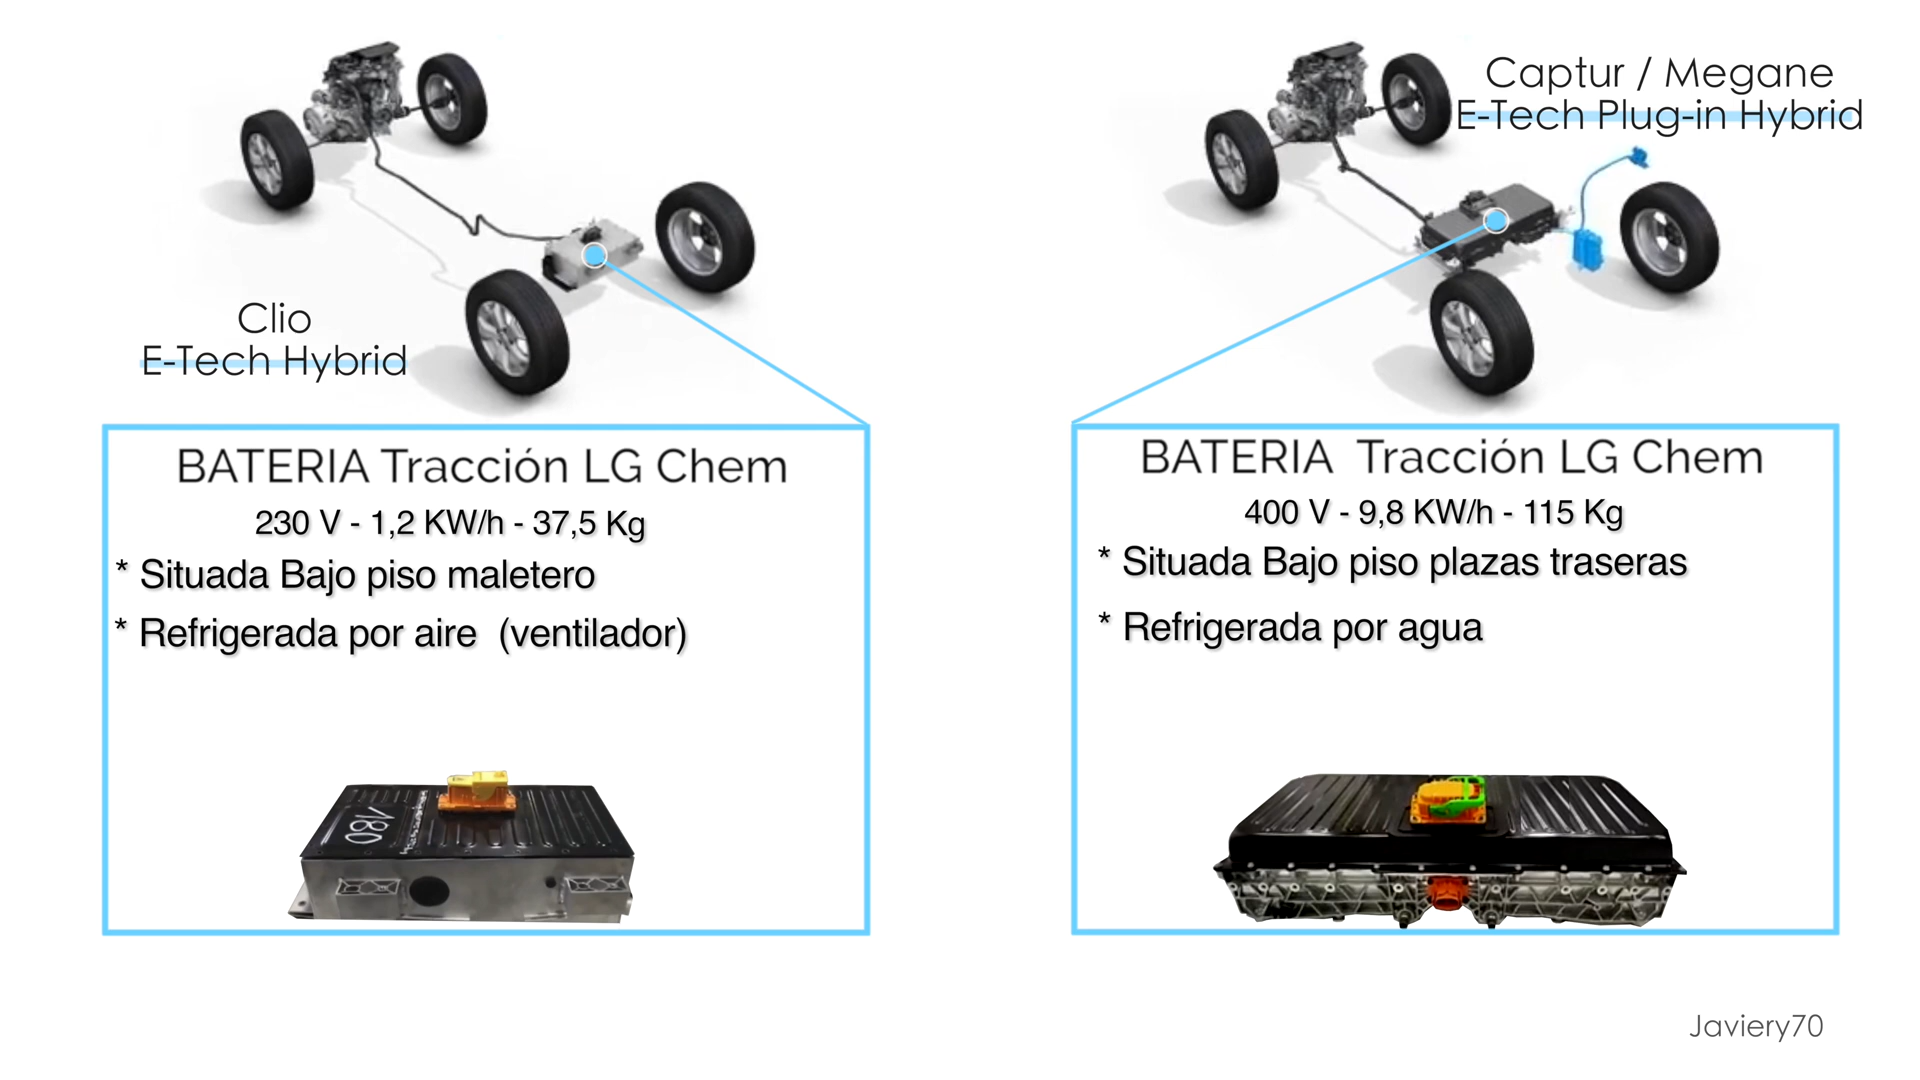 Captur / Megane
E-Tech Plug-in Hybrid
Clio
E-Tech Hybrid
BATERIA Tracción LG Chem
230 V - 1,2 KW/h - 37,5 Kg
* Situada Bajo piso maletero
* Refrigerada por aire (ventilador)
180
BATERIA Tracción LG Chem
400 V - 9,8 KW/h - 115 Kg
* Situada Bajo piso plazas traseras
* Refrigerada por agua
Javiery70